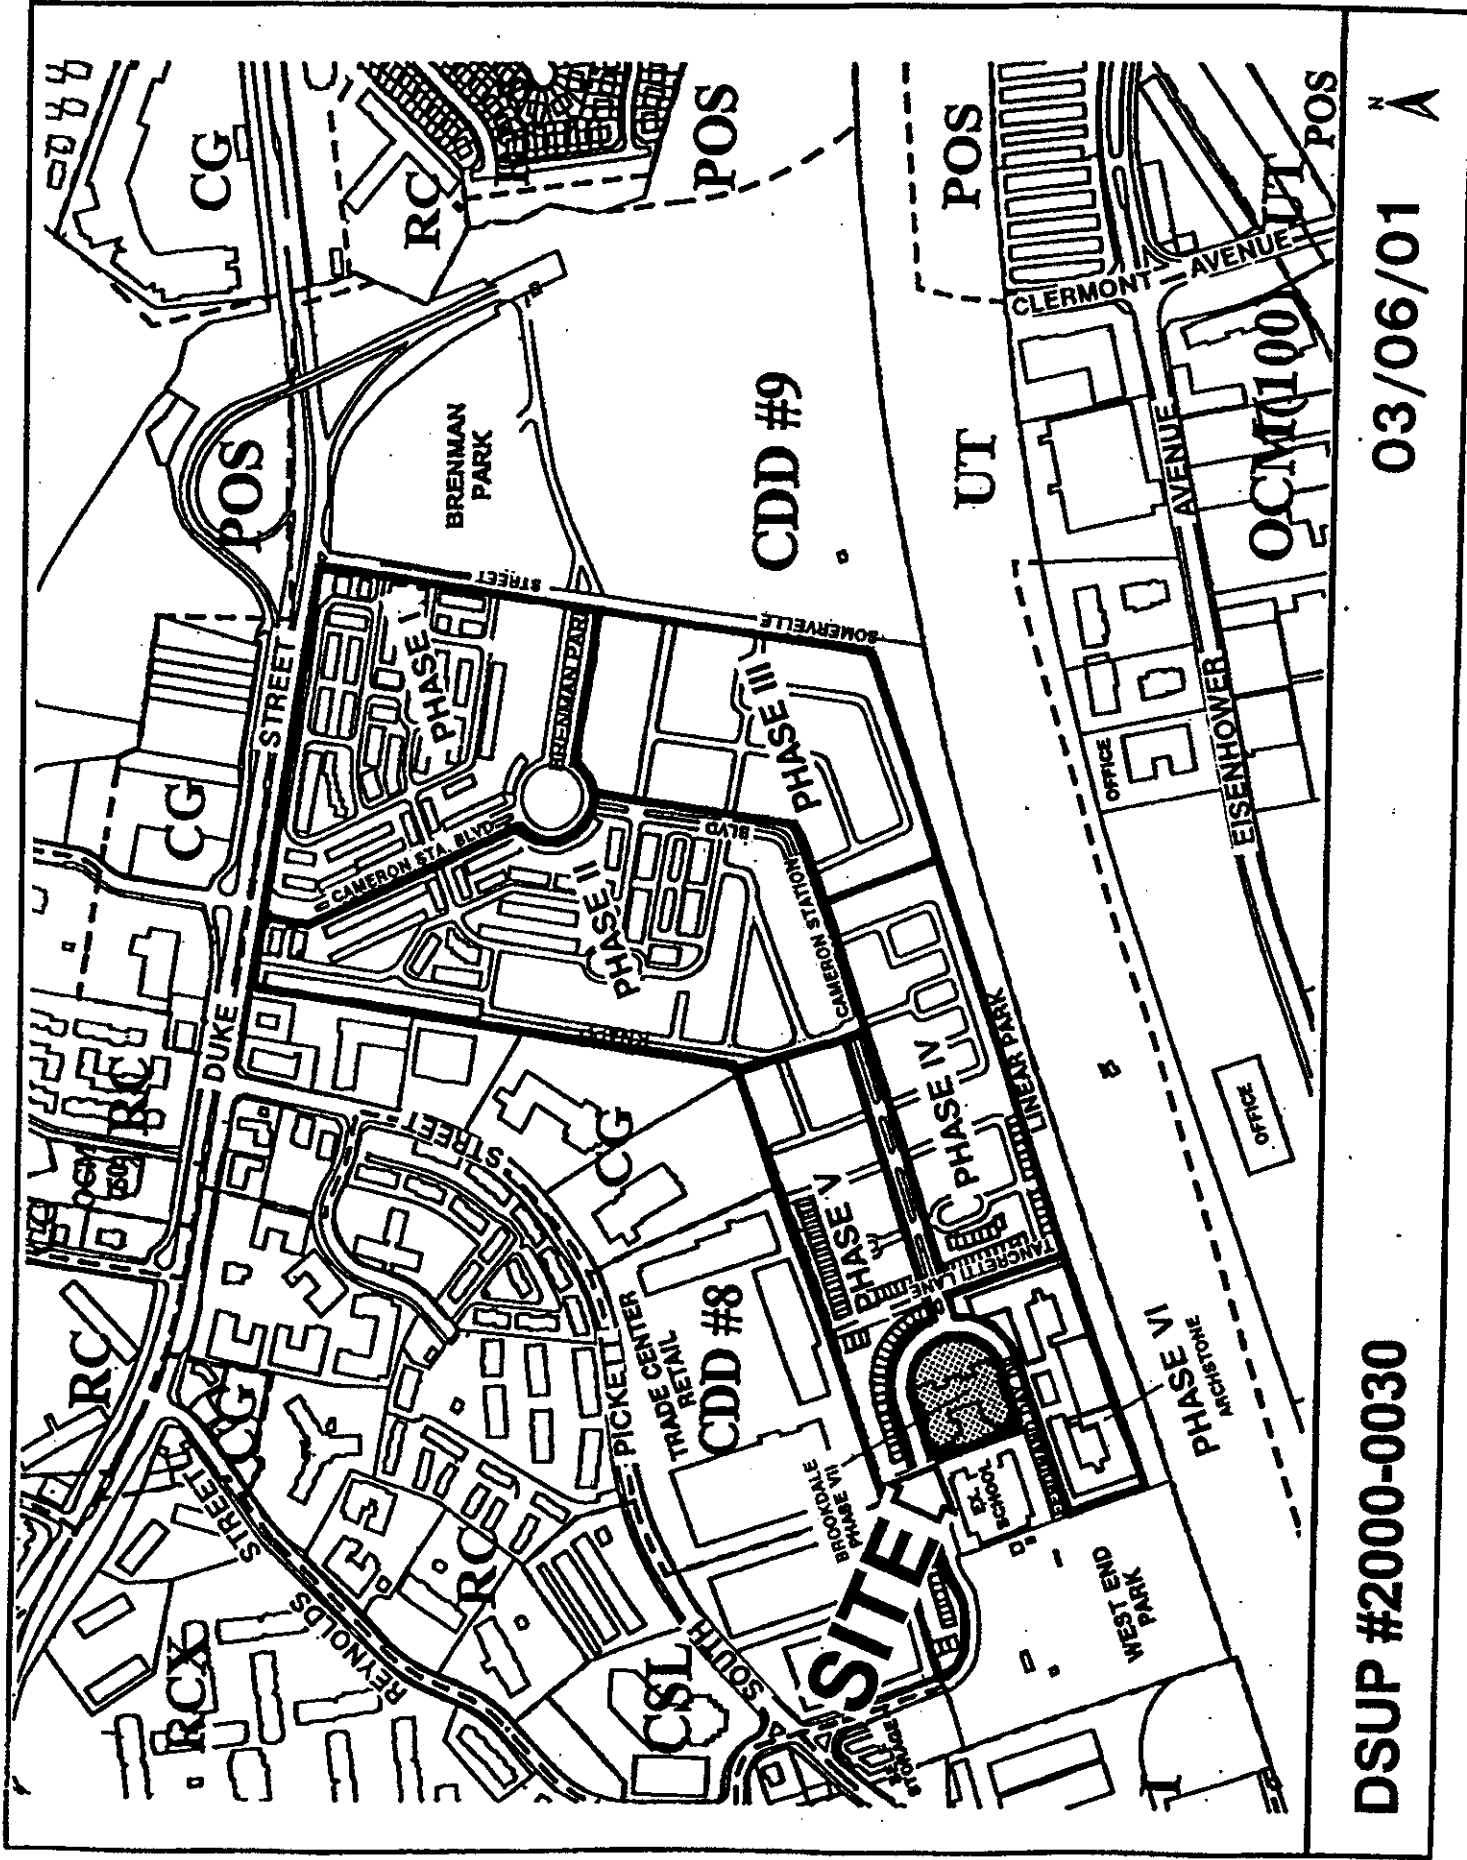 CG
RC
POS
POS
POS
CLERMONT AVENUE
UT
POS
BRENMAN
PARK
CDD #9
UT
OCM(100)
POS
CG
DUKE STREET
STREET
SOMERVELLE
BRENMAN PARK
PHASE I
CAMERON STA. BLVD
PHASE II
PHASE III
CAMERON STATION
BLVD
OFFICE
EISENHOWER
AVENUE
RC
CG
STREET
PHASE IV
LINEAR PARK
PHASE V
TANCRETI LANE
OFFICE
RC
CG
SOUTH PICKETT
TRADE CENTER
RETAIL
CDD #8
BROOKDALE
PHASE VII
EX.
SCHOOL
PHASE VI
ARCHSTONE
SITE
WEST END
PARK
STREET
REYNOLDS
RCX
RC
CSL
SELF
STORAGE
I
N
DSUP #2000-0030
03/06/01